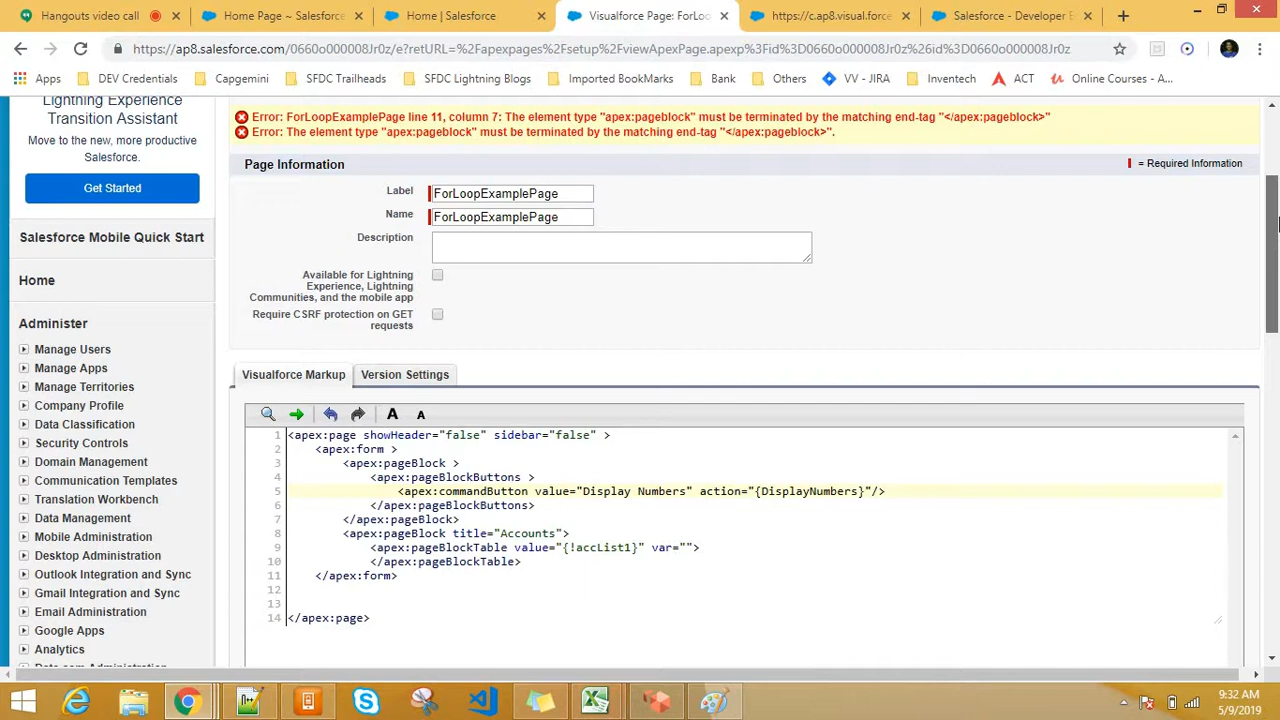 Hangouts video call
Home Page ~ Salesforce
Home | Salesforce
Visualforce Page: ForLoo
https://c.ap8.visual.force
Salesforce - Developer E
https://ap8.salesforce.com/0660o000008Jr0z/e?retURL=%2Fapexpages%2Fsetup%2FviewApexPage.apexp%3Fid%3D0660o000008Jr0z%26id%3D0660o000008Jr0z
Apps
DEV Credentials
Capgemini
SFDC Trailheads
SFDC Lightning Blogs
Imported BookMarks
Bank
Others
VV - JIRA
Inventech
ACT
Online Courses - A...
Lightning Experience
Transition Assistant
Move to the new, more productive
Salesforce.
Get Started
Salesforce Mobile Quick Start
Home
Administer
Manage Users
Manage Apps
Manage Territories
Company Profile
Data Classification
Security Controls
Domain Management
Communication Templates
Translation Workbench
Data Management
Mobile Administration
Desktop Administration
Outlook Integration and Sync
Gmail Integration and Sync
Email Administration
Google Apps
Analytics
Data.com Administration
Error: ForLoopExamplePage line 11, column 7: The element type "apex:pageblock" must be terminated by the matching end-tag "</apex:pageblock>"
Error: The element type "apex:pageblock" must be terminated by the matching end-tag "</apex:pageblock>".
Page Information
= Required Information
Label
ForLoopExamplePage
Name
ForLoopExamplePage
Description
Available for Lightning
Experience, Lightning
Communities, and the mobile app
Require CSRF protection on GET
requests
Visualforce Markup
Version Settings
A A
1 <apex:page showHeader="false" sidebar="false" >
2 <apex:form >
3 <apex:pageBlock >
4 <apex:pageBlockButtons >
5 <apex:commandButton value="Display Numbers" action="{DisplayNumbers}"/>
6 </apex:pageBlockButtons>
7 </apex:pageBlock>
8 <apex:pageBlock title="Accounts">
9 <apex:pageBlockTable value="{!accList1}" var="">
10 </apex:pageBlockTable>
11 </apex:form>
12
13
14 </apex:page>
9:32 AM
5/9/2019